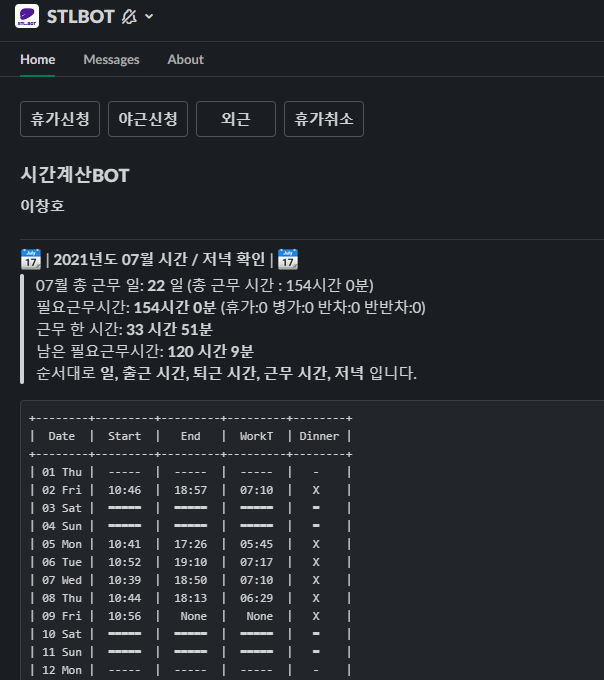 STL_BOT
STLBOT
Home Messages About
휴가신청 야근신청 외근 휴가취소
시간계산BOT
이창호
July 17 | 2021년도 07월 시간 / 저녁 확인 | July 17
07월 총 근무 일: 22 일 (총 근무 시간 : 154시간 0분)
필요근무시간: 154시간 0분 (휴가:0 병가:0 반차:0 반반차:0)
근무 한 시간: 33 시간 51분
남은 필요근무시간: 120 시간 9분
순서대로 일, 출근 시간, 퇴근 시간, 근무 시간, 저녁 입니다.
+--------+---------+---------+---------+--------+
| Date | Start | End | WorkT | Dinner |
+--------+---------+---------+---------+--------+
| 01 Thu | ----- | ----- | ----- | - |
| 02 Fri | 10:46 | 18:57 | 07:10 | X |
| 03 Sat | ===== | ===== | ===== | = |
| 04 Sun | ===== | ===== | ===== | = |
| 05 Mon | 10:41 | 17:26 | 05:45 | X |
| 06 Tue | 10:52 | 19:10 | 07:17 | X |
| 07 Wed | 10:39 | 18:50 | 07:10 | X |
| 08 Thu | 10:44 | 18:13 | 06:29 | X |
| 09 Fri | 10:56 | None | None | X |
| 10 Sat | ===== | ===== | ===== | = |
| 11 Sun | ===== | ===== | ===== | = |
| 12 Mon | ----- | ----- | ----- | - |